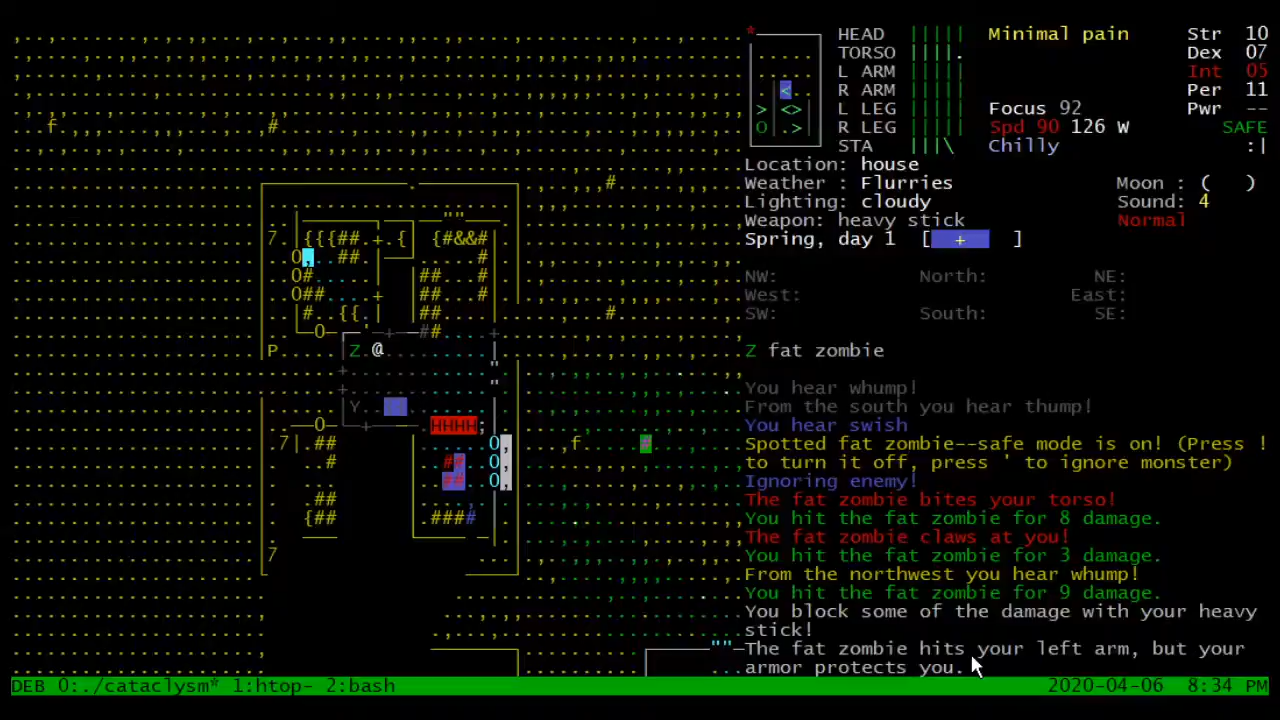 HEAD ||||| Minimal pain Str 10
TORSO ||||. Dex 07
L ARM ||||| Int 05
R ARM ||||| Per 11
L LEG ||||| Focus 92 Pwr --
R LEG ||||| Spd 90 126 W SAFE
STA |||\ Chilly :|
Location: house
Weather : Flurries Moon : ( )
Lighting: cloudy Sound: 4
Weapon: heavy stick Normal
Spring, day 1 [ + ]
NW: North: NE:
West: East:
SW: South: SE:
Z fat zombie
You hear whump!
From the south you hear thump!
You hear swish
Spotted fat zombie--safe mode is on! (Press !
to turn it off, press ' to ignore monster)
Ignoring enemy!
The fat zombie bites your torso!
You hit the fat zombie for 8 damage.
The fat zombie claws at you!
You hit the fat zombie for 3 damage.
From the northwest you hear whump!
You hit the fat zombie for 9 damage.
You block some of the damage with your heavy
stick!
The fat zombie hits your left arm, but your
armor protects you.
DEB 0:./cataclysm* 1:htop- 2:bash 2020-04-06 8:34 PM